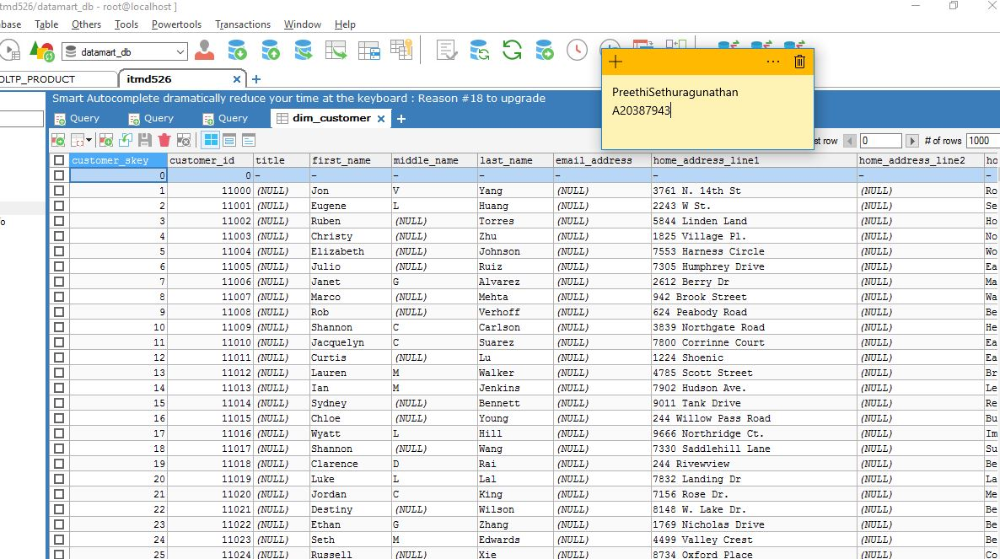 tmd526/datamart_db - root@localhost ]
base Table Others Tools Powertools Transactions Window Help
datamart_db
OLTP_PRODUCT itmd526
Smart Autocomplete dramatically reduce your time at the keyboard : Reason #18 to upgrade
PreethiSethuragunathan
A20387943
Query Query Query dim_customer
st row 0 # of rows 1000
customer_skey customer_id title first_name middle_name last_name email_address home_address_line1 home_address_line2 ho
0 0 - - - - - - - -
1 11000 (NULL) Jon V Yang (NULL) 3761 N. 14th St (NULL) Ro
2 11001 (NULL) Eugene L Huang (NULL) 2243 W St. (NULL) Se
3 11002 (NULL) Ruben (NULL) Torres (NULL) 5844 Linden Land (NULL) Ho
4 11003 (NULL) Christy (NULL) Zhu (NULL) 1825 Village Pl. (NULL) No
5 11004 (NULL) Elizabeth (NULL) Johnson (NULL) 7553 Harness Circle (NULL) Wo
6 11005 (NULL) Julio (NULL) Ruiz (NULL) 7305 Humphrey Drive (NULL) Ea
7 11006 (NULL) Janet G Alvarez (NULL) 2612 Berry Dr (NULL) Ma
8 11007 (NULL) Marco (NULL) Mehta (NULL) 942 Brook Street (NULL) Wa
9 11008 (NULL) Rob (NULL) Verhoff (NULL) 624 Peabody Road (NULL) Be
10 11009 (NULL) Shannon C Carlson (NULL) 3839 Northgate Road (NULL) He
11 11010 (NULL) Jacquelyn C Suarez (NULL) 7800 Corrinne Court (NULL) Ea
12 11011 (NULL) Curtis (NULL) Lu (NULL) 1224 Shoenic (NULL) Ea
13 11012 (NULL) Lauren M Walker (NULL) 4785 Scott Street (NULL) Br
14 11013 (NULL) Ian M Jenkins (NULL) 7902 Hudson Ave. (NULL) Le
15 11014 (NULL) Sydney (NULL) Bennett (NULL) 9011 Tank Drive (NULL) Re
16 11015 (NULL) Chloe (NULL) Young (NULL) 244 Willow Pass Road (NULL) Bu
17 11016 (NULL) Wyatt L Hill (NULL) 9666 Northridge Ct. (NULL) Im
18 11017 (NULL) Shannon (NULL) Wang (NULL) 7330 Saddlehill Lane (NULL) Su
19 11018 (NULL) Clarence D Rai (NULL) 244 Rivewview (NULL) Be
20 11019 (NULL) Luke L Lal (NULL) 7832 Landing Dr (NULL) La
21 11020 (NULL) Jordan C King (NULL) 7156 Rose Dr. (NULL) Me
22 11021 (NULL) Destiny (NULL) Wilson (NULL) 8148 W. Lake Dr. (NULL) Be
23 11022 (NULL) Ethan G Zhang (NULL) 1769 Nicholas Drive (NULL) Be
24 11023 (NULL) Seth M Edwards (NULL) 4499 Valley Crest (NULL) Be
25 11024 (NULL) Russell (NULL) Xie (NULL) 8734 Oxford Place (NULL) Co